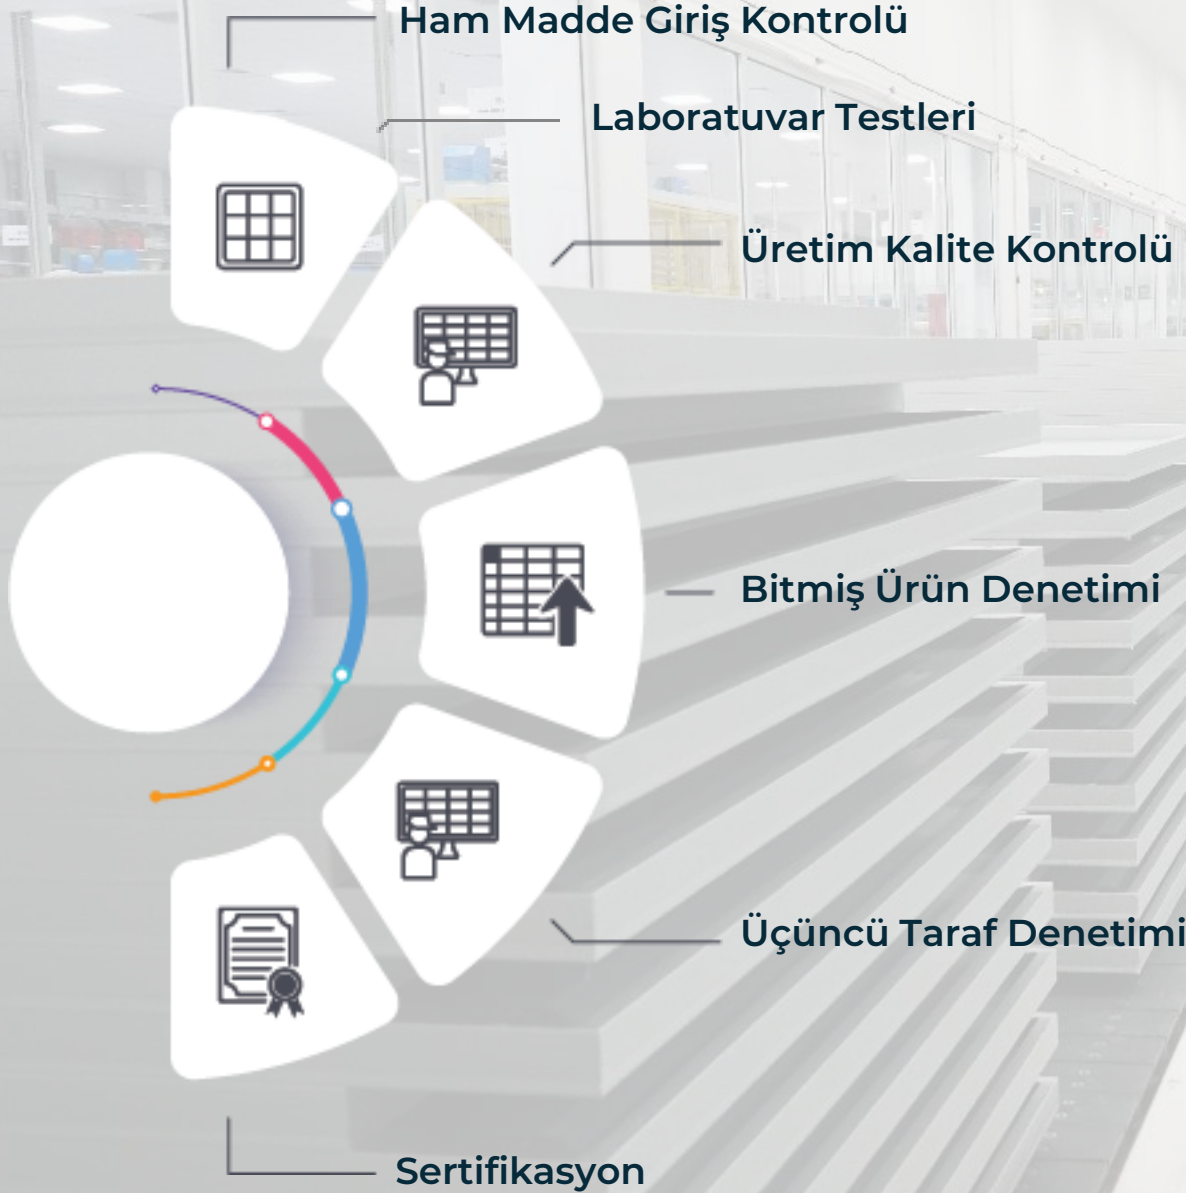 Ham Madde Giriş Kontrolü
Laboratuvar Testleri
Üretim Kalite Kontrolü
Bitmiş Ürün Denetimi
Üçüncü Taraf Denetimi
Sertifikasyon